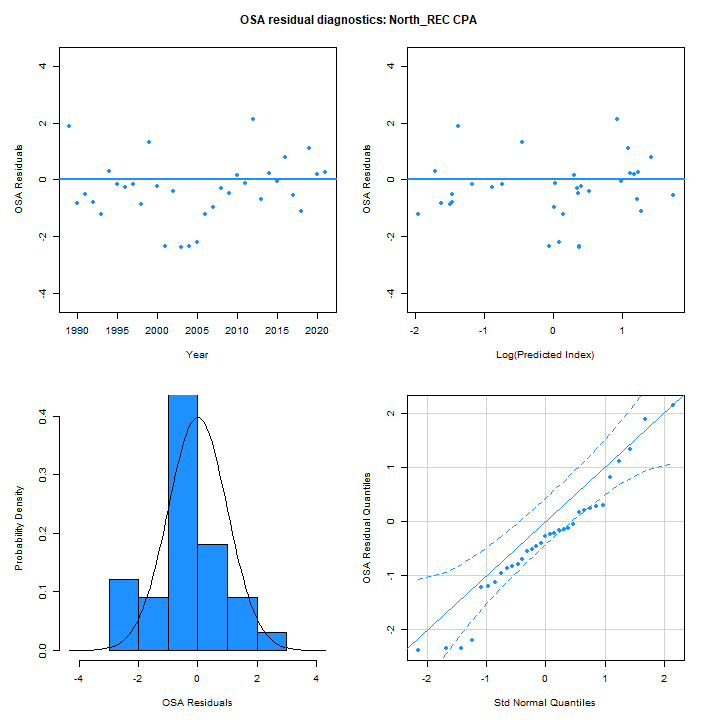 OSA residual diagnostics: North_REC CPA
OSA Residuals
4
2
0
-2
-4
1990 1995 2000 2005 2010 2015 2020
Year
OSA Residuals
4
2
0
-2
-4
-2 -1 0 1
Log(Predicted Index)
Probability Density
0.4
0.3
0.2
0.1
0.0
-4 -2 0 2 4
OSA Residuals
OSA Residual Quantiles
2
1
0
-1
-2
-2 -1 0 1 2
Std Normal Quantiles